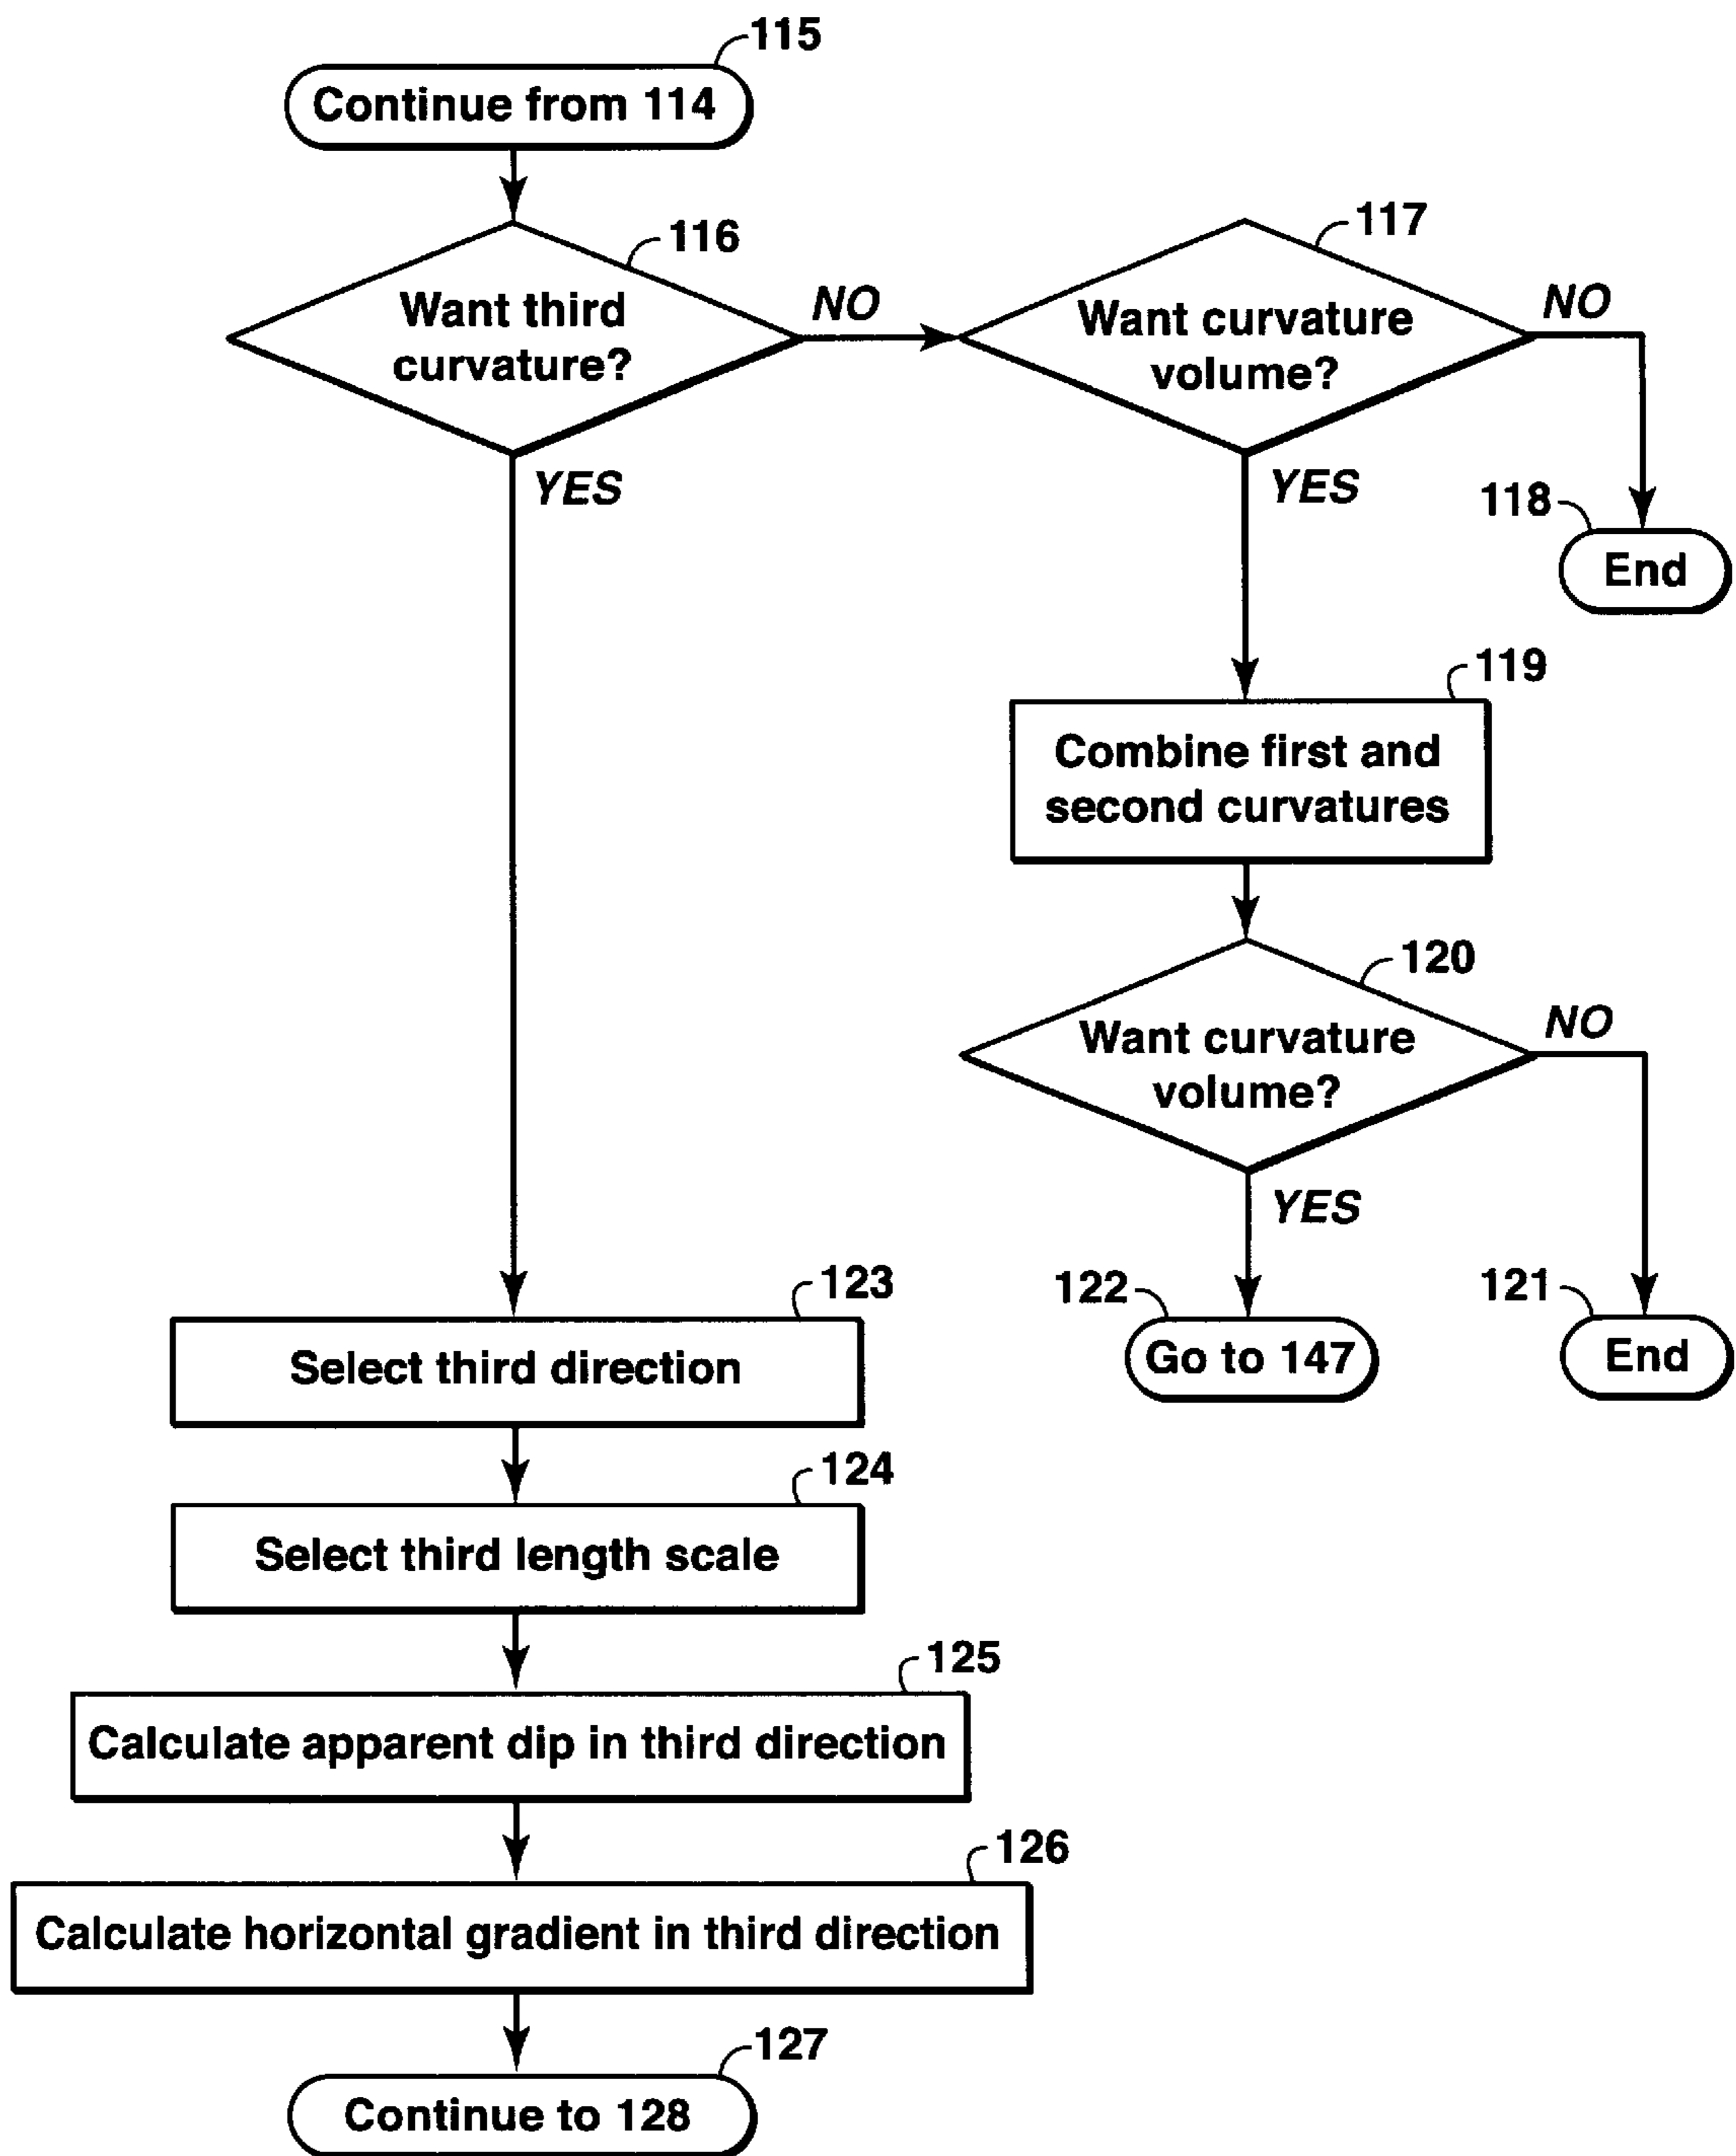 115
Continue from 114
116
Want third
curvature?
NO
YES
117
Want curvature
volume?
NO
YES
118
End
119
Combine first and
second curvatures
120
Want curvature
volume?
NO
YES
122
Go to 147
121
End
123
Select third direction
124
Select third length scale
125
Calculate apparent dip in third direction
126
Calculate horizontal gradient in third direction
127
Continue to 128